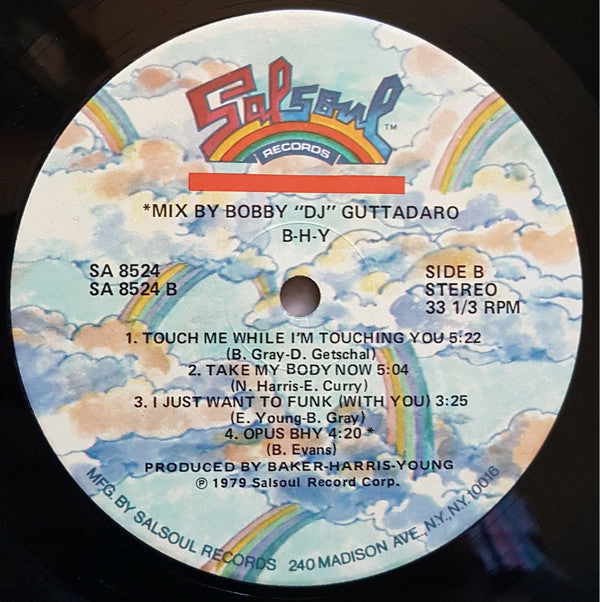 Salsoul™
RECORDS
*MIX BY BOBBY "DJ" GUTTADARO
B-H-Y
SA 8524
SA 8524 B
SIDE B
STEREO
33 1/3 RPM
1. TOUCH ME WHILE I'M TOUCHING YOU 5:22
(B. Gray-D. Getschal)
2. TAKE MY BODY NOW 5:04
(N. Harris-E. Curry)
3. I JUST WANT TO FUNK (WITH YOU) 3:25
(E. Young-B. Gray)
4. OPUS BHY 4:20 *
(B. Evans)
PRODUCED BY BAKER-HARRIS-YOUNG
℗ 1979 Salsoul Record Corp.
MFG. BY SALSOUL RECORDS 240 MADISON AVE., N.Y., N.Y. 10016